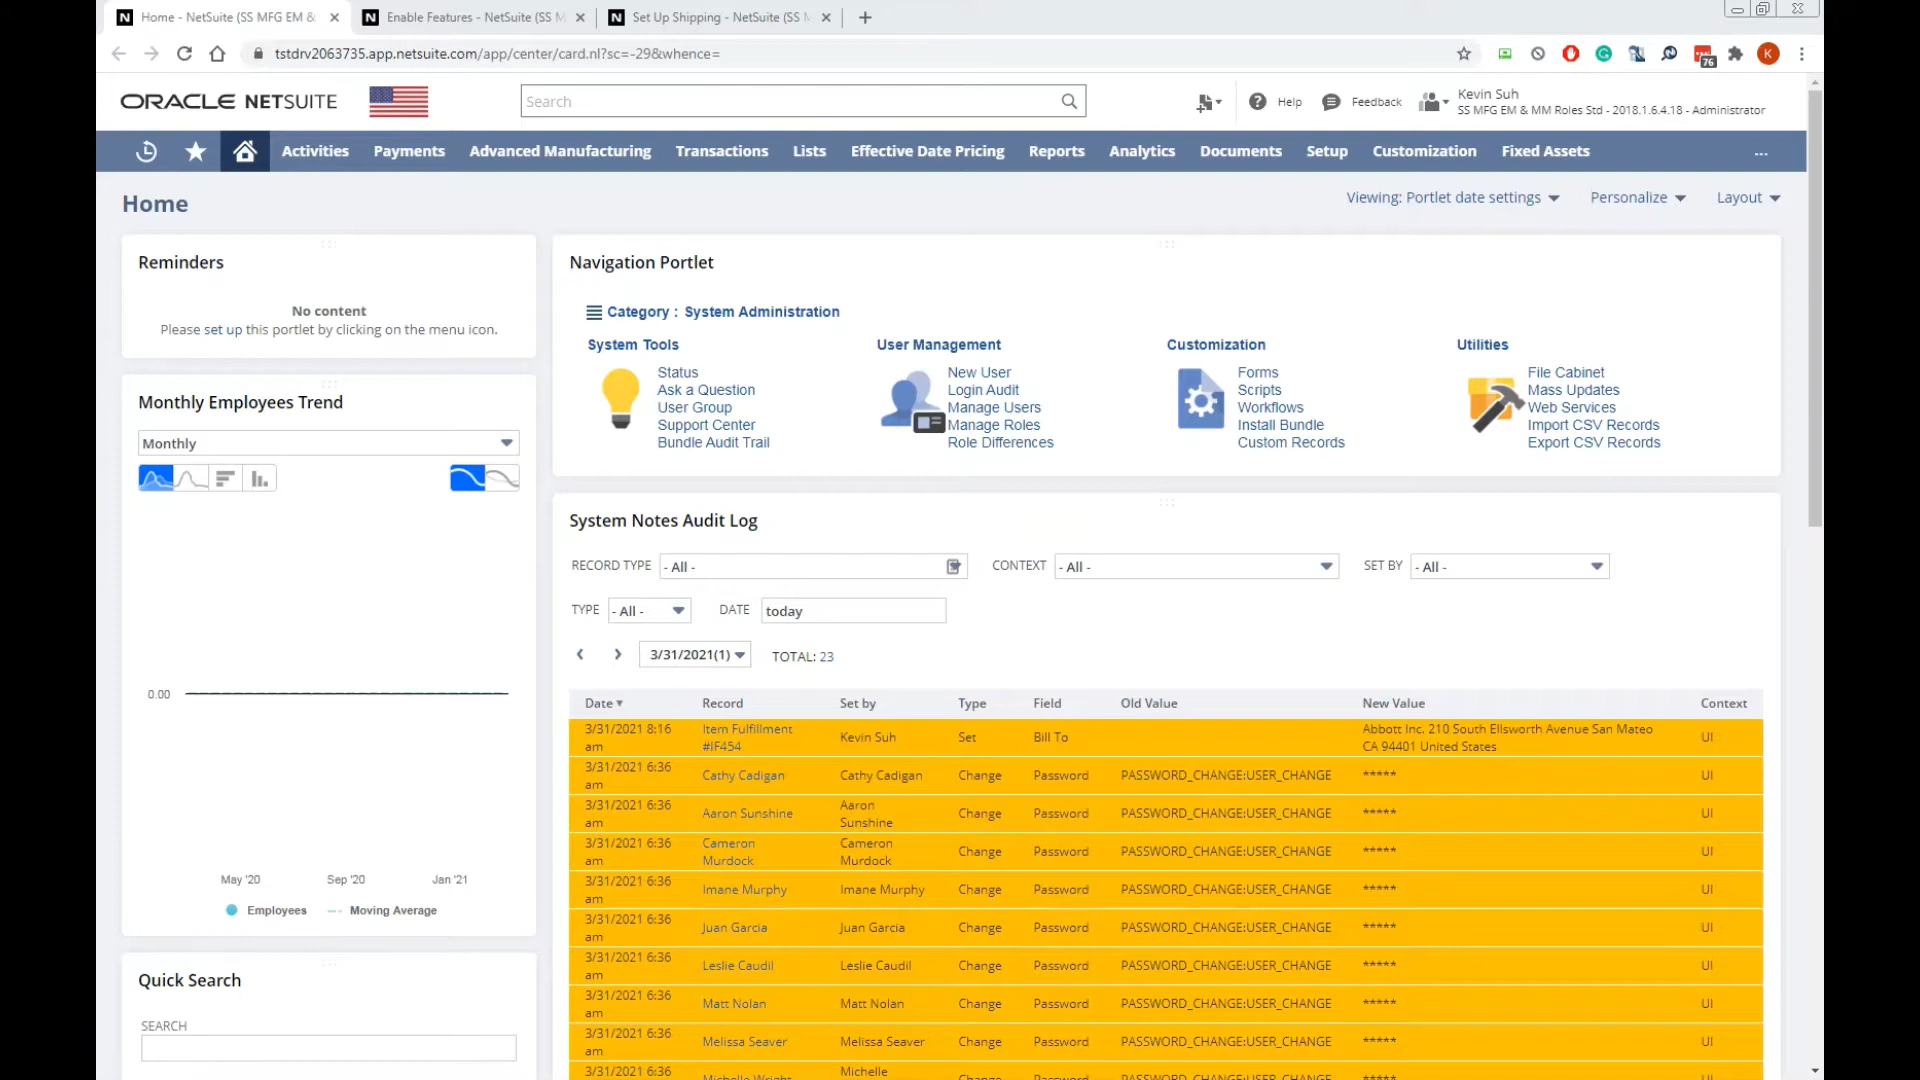 Home - NetSuite (SS MFG EM &
Enable Features - NetSuite (SS M
Set Up Shipping - NetSuite (SS M
tstdrv2063735.app.netsuite.com/app/center/card.nl?sc=-29&whence=
76
K
ORACLE NETSUITE
Search
Help
Feedback
Kevin Suh
SS MFG EM & MM Roles Std - 2018.1.6.4.18 - Administrator
Activities
Payments
Advanced Manufacturing
Transactions
Lists
Effective Date Pricing
Reports
Analytics
Documents
Setup
Customization
Fixed Assets
...
Home
Viewing: Portlet date settings
Personalize
Layout
Reminders
No content
Please set up this portlet by clicking on the menu icon.
Monthly Employees Trend
Monthly
0.00
May '20
Sep '20
Jan '21
Employees
Moving Average
Quick Search
SEARCH
Navigation Portlet
Category : System Administration
System Tools
Status
Ask a Question
User Group
Support Center
Bundle Audit Trail
User Management
New User
Login Audit
Manage Users
Manage Roles
Role Differences
Customization
Forms
Scripts
Workflows
Install Bundle
Custom Records
Utilities
File Cabinet
Mass Updates
Web Services
Import CSV Records
Export CSV Records
System Notes Audit Log
RECORD TYPE - All -
CONTEXT - All -
SET BY - All -
TYPE - All -
DATE today
3/31/2021(1)
TOTAL: 23
Date Record Set by Type Field Old Value New Value Context
3/31/2021 8:16 am Item Fulfillment #IF454 Kevin Suh Set Bill To Abbott Inc. 210 South Ellsworth Avenue San Mateo CA 94401 United States UI
3/31/2021 6:36 am Cathy Cadigan Cathy Cadigan Change Password PASSWORD_CHANGE:USER_CHANGE ***** UI
3/31/2021 6:36 am Aaron Sunshine Aaron Sunshine Change Password PASSWORD_CHANGE:USER_CHANGE ***** UI
3/31/2021 6:36 am Cameron Murdock Cameron Murdock Change Password PASSWORD_CHANGE:USER_CHANGE ***** UI
3/31/2021 6:36 am Imane Murphy Imane Murphy Change Password PASSWORD_CHANGE:USER_CHANGE ***** UI
3/31/2021 6:36 am Juan Garcia Juan Garcia Change Password PASSWORD_CHANGE:USER_CHANGE ***** UI
3/31/2021 6:36 am Leslie Caudil Leslie Caudil Change Password PASSWORD_CHANGE:USER_CHANGE ***** UI
3/31/2021 6:36 am Matt Nolan Matt Nolan Change Password PASSWORD_CHANGE:USER_CHANGE ***** UI
3/31/2021 6:36 am Melissa Seaver Melissa Seaver Change Password PASSWORD_CHANGE:USER_CHANGE ***** UI
3/31/2021 6:36 Michelle